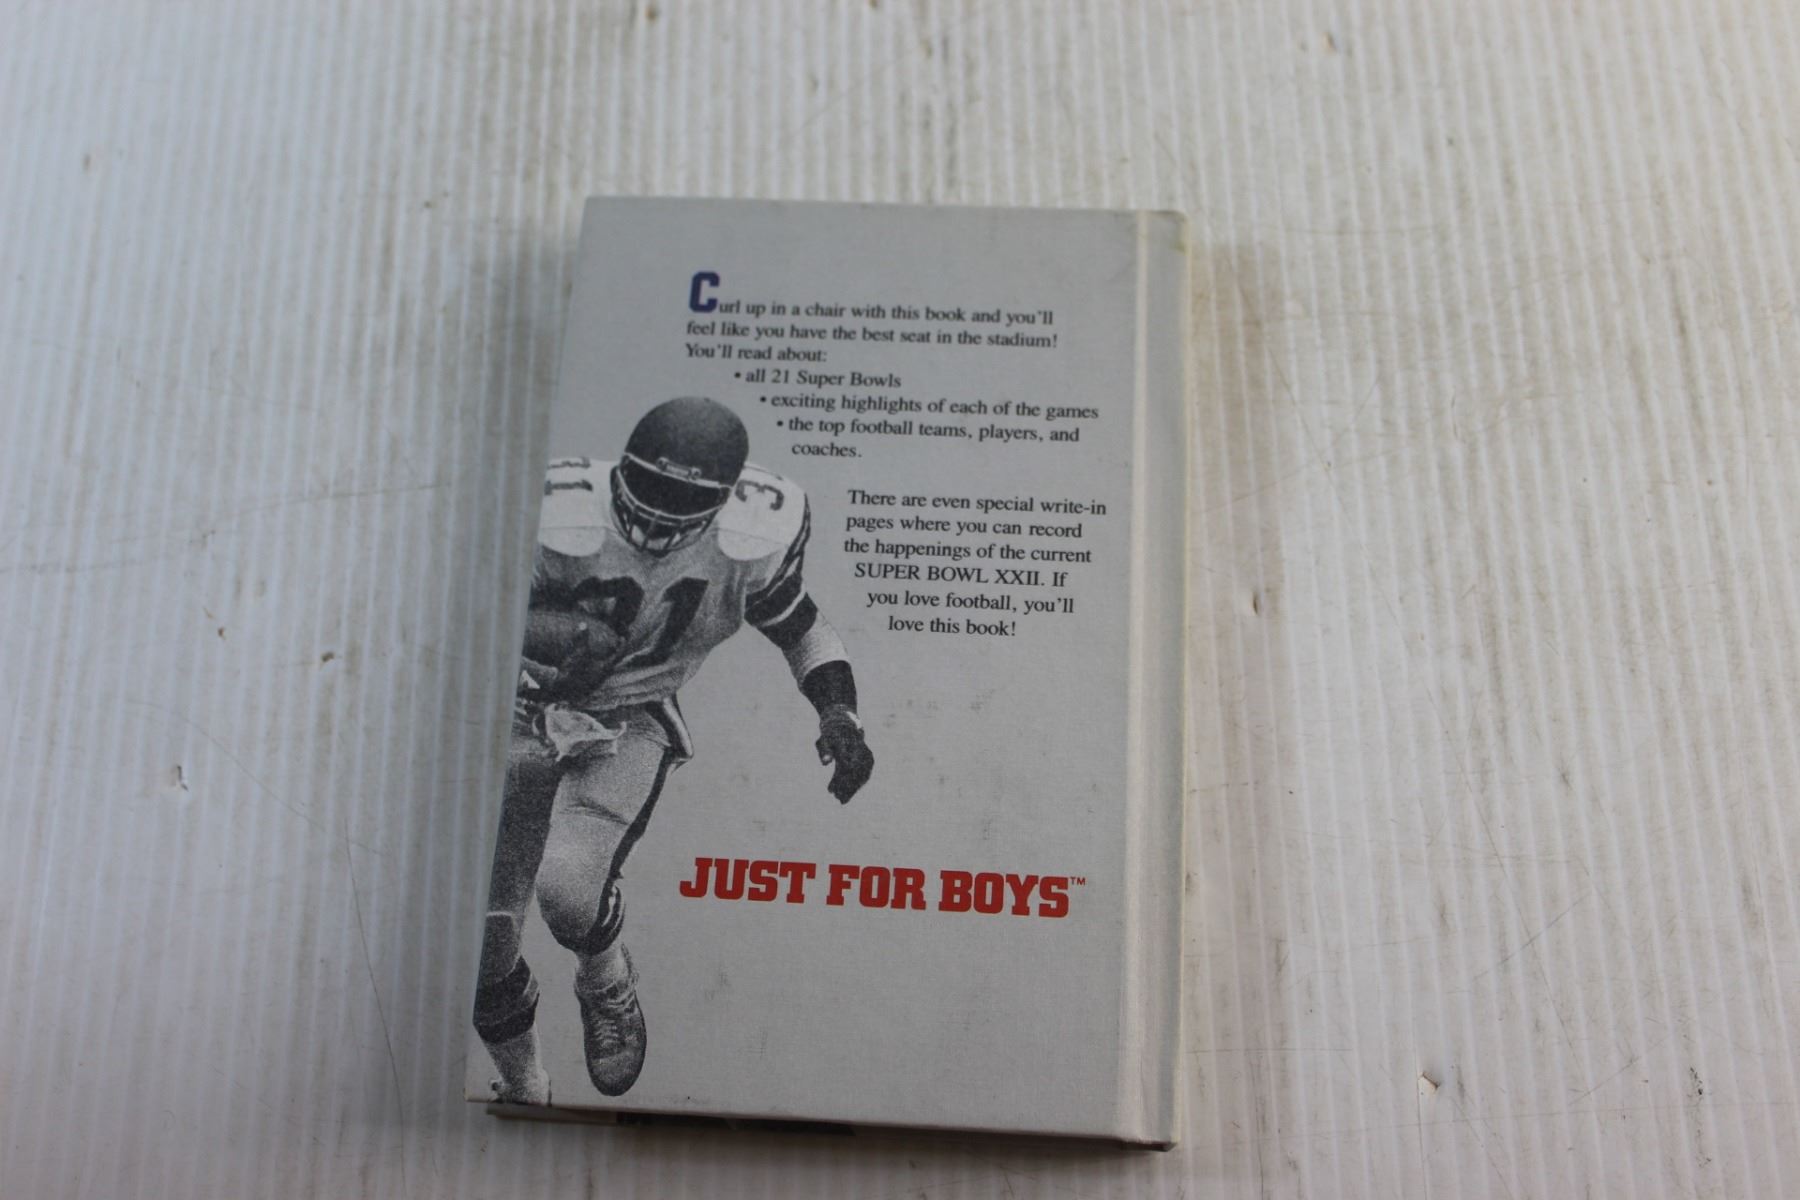 Curl up in a chair with this book and you'll
feel like you have the best seat in the stadium!
You'll read about:
• all 21 Super Bowls
• exciting highlights of each of the games
• the top football teams, players, and
coaches.
There are even special write-in
pages where you can record
the happenings of the current
SUPER BOWL XXII. If
you love football, you'll
love this book!
31
3
31
JUST FOR BOYS™